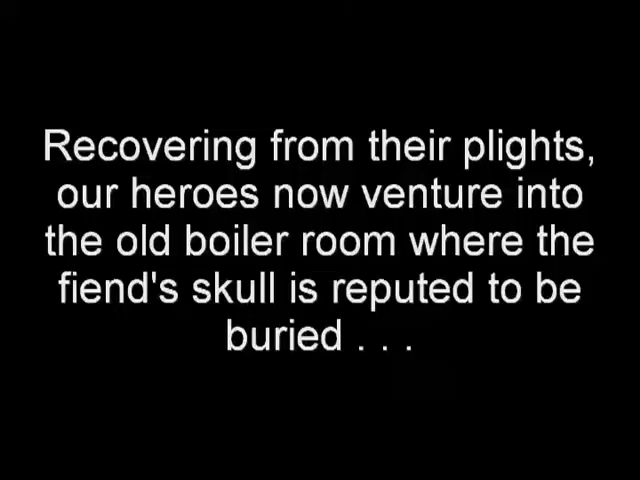 Recovering from their plights,
our heroes now venture into
the old boiler room where the
fiend's skull is reputed to be
buried . . .